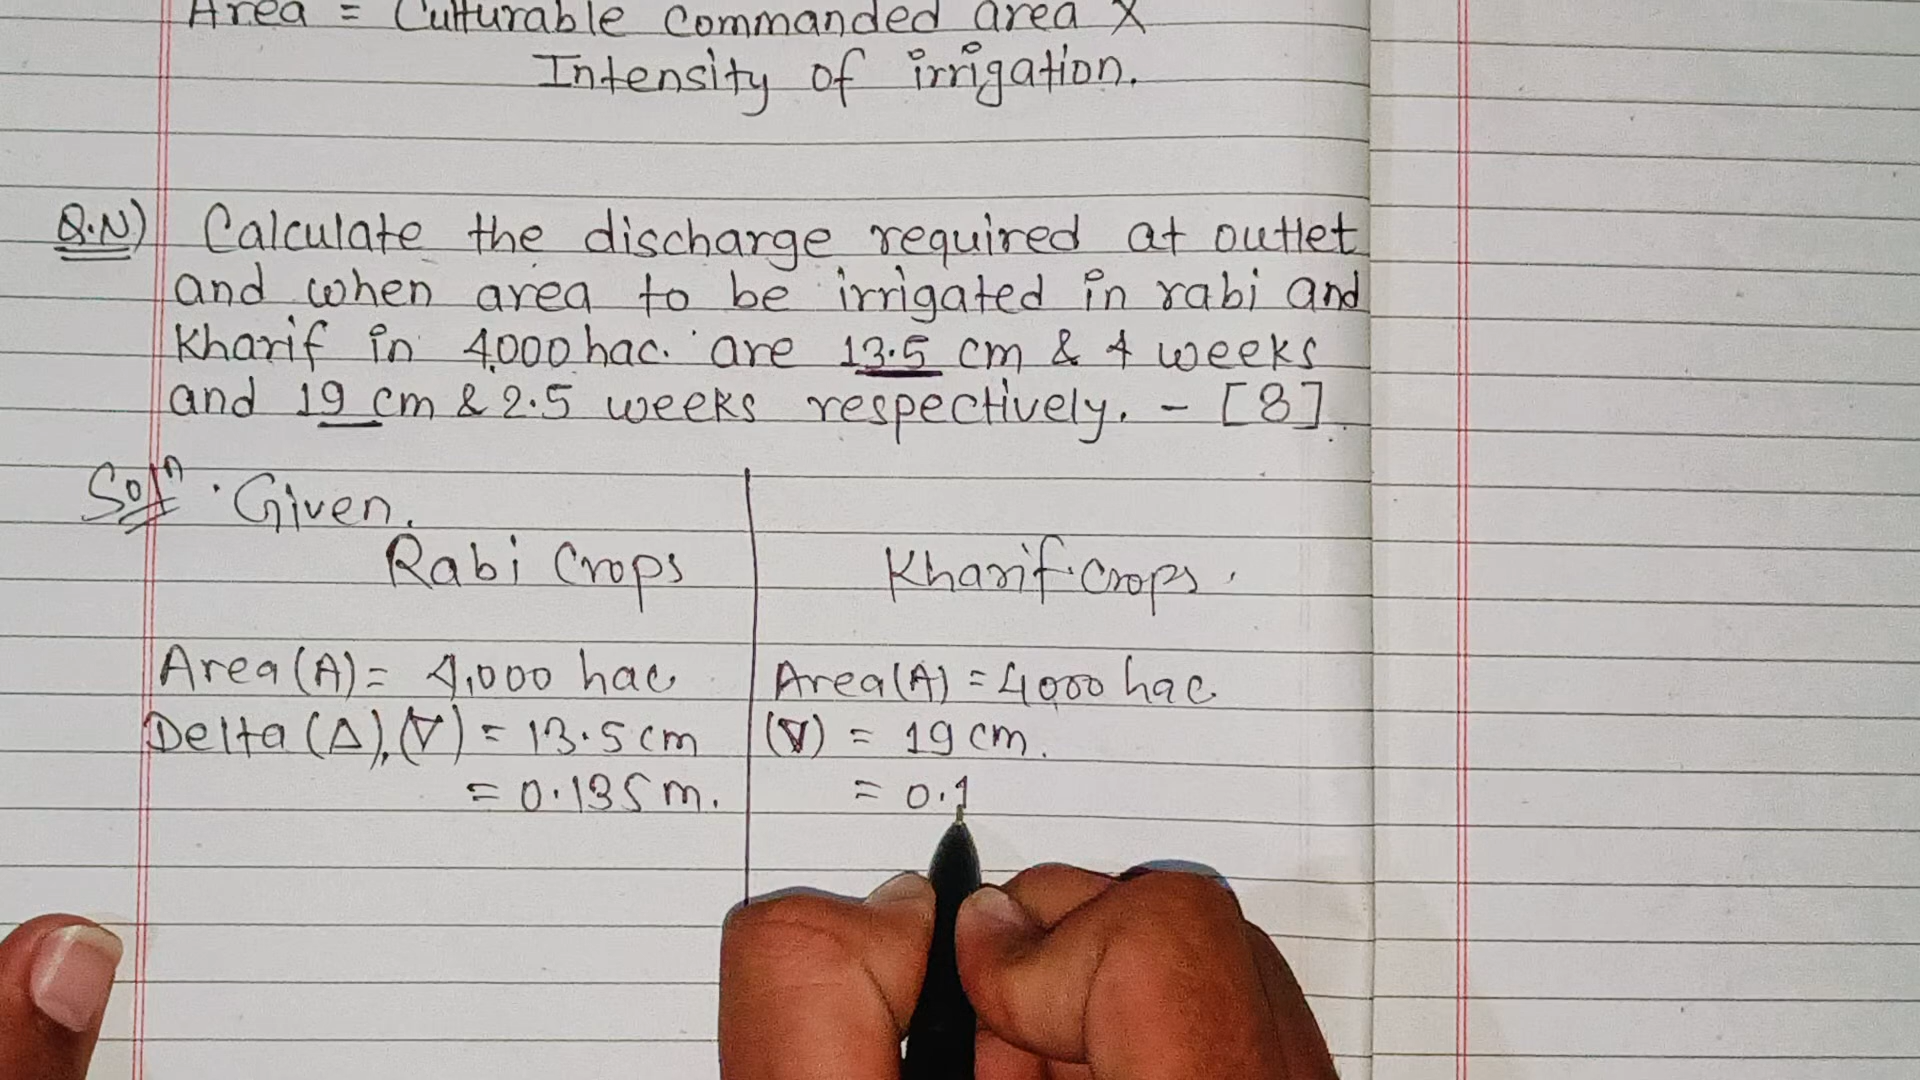 Area = Culturable Commanded area X
Intensity of irrigation.
Q.N) Calculate the discharge required at outlet
and when area to be irrigated in rabi and
Kharif in 4000 hac. are 13.5 cm & 4 weeks
and 19 cm & 2.5 weeks respectively. - [8]
Solⁿ. Given,
Rabi Crops
Kharif crops.
Area (A) = 4000 hac
Delta (Δ), (∇) = 13.5 cm
= 0.135 m.
Area (A) = 4000 hac.
(∇) = 19 cm.
= 0.1